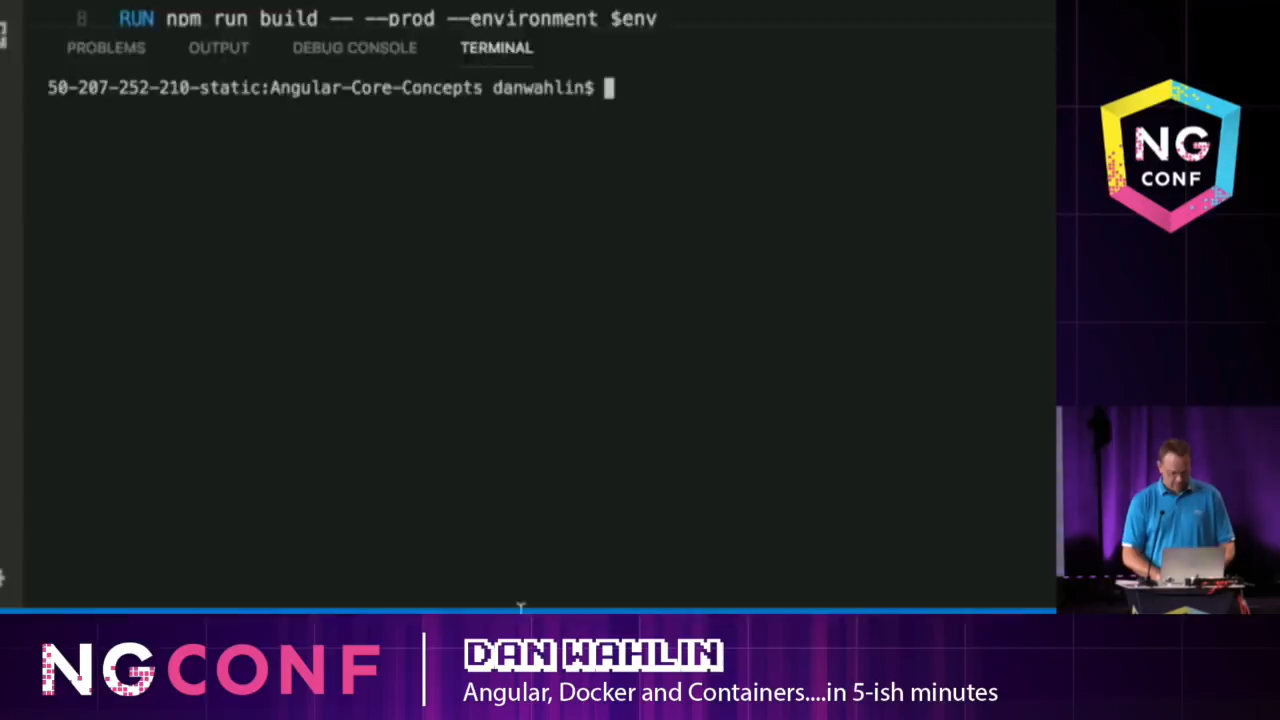 8 RUN npm run build -- --prod --environment $env
PROBLEMS OUTPUT DEBUG CONSOLE TERMINAL
50-207-252-210-static:Angular-Core-Concepts danwahlin$
NG
CONF
NGCONF
DAN WAHLIN
Angular, Docker and Containers....in 5-ish minutes